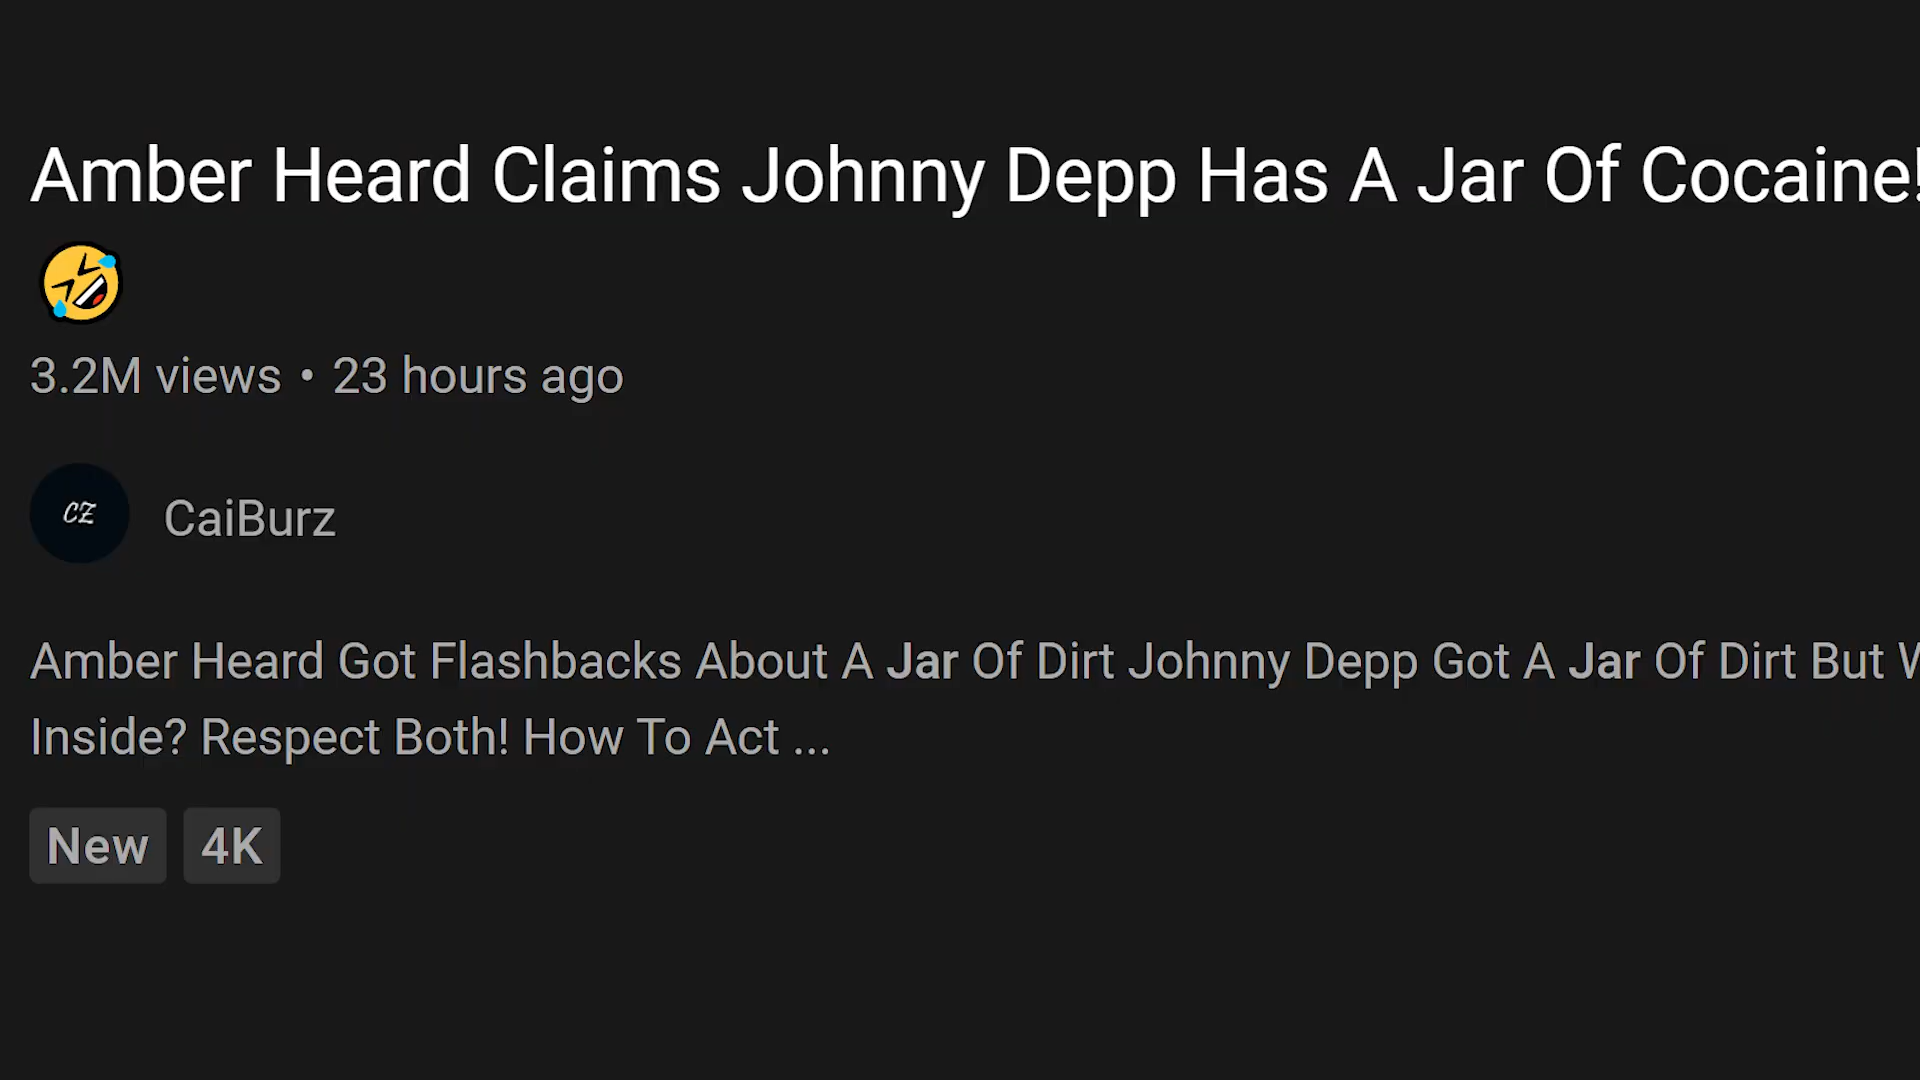 Amber Heard Claims Johnny Depp Has A Jar Of Cocaine!
🤣
3.2M views • 23 hours ago
CZ
CaiBurz
Amber Heard Got Flashbacks About A Jar Of Dirt Johnny Depp Got A Jar Of Dirt But
Inside? Respect Both! How To Act ...
New 4K